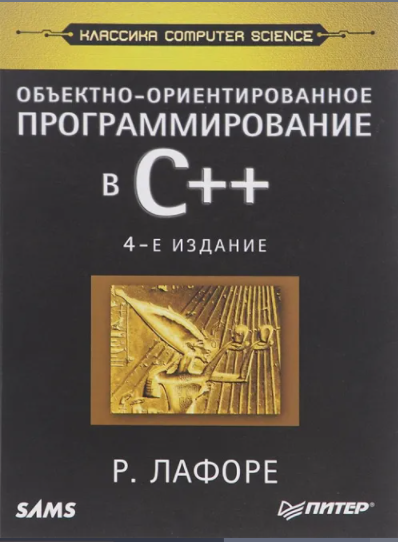 КЛАССИКА COMPUTER SCIENCE
ОБЪЕКТНО-ОРИЕНТИРОВАННОЕ
ПРОГРАММИРОВАНИЕ
В C++
4-Е ИЗДАНИЕ
Р. ЛАФОРЕ
SAMS
ПИТЕР